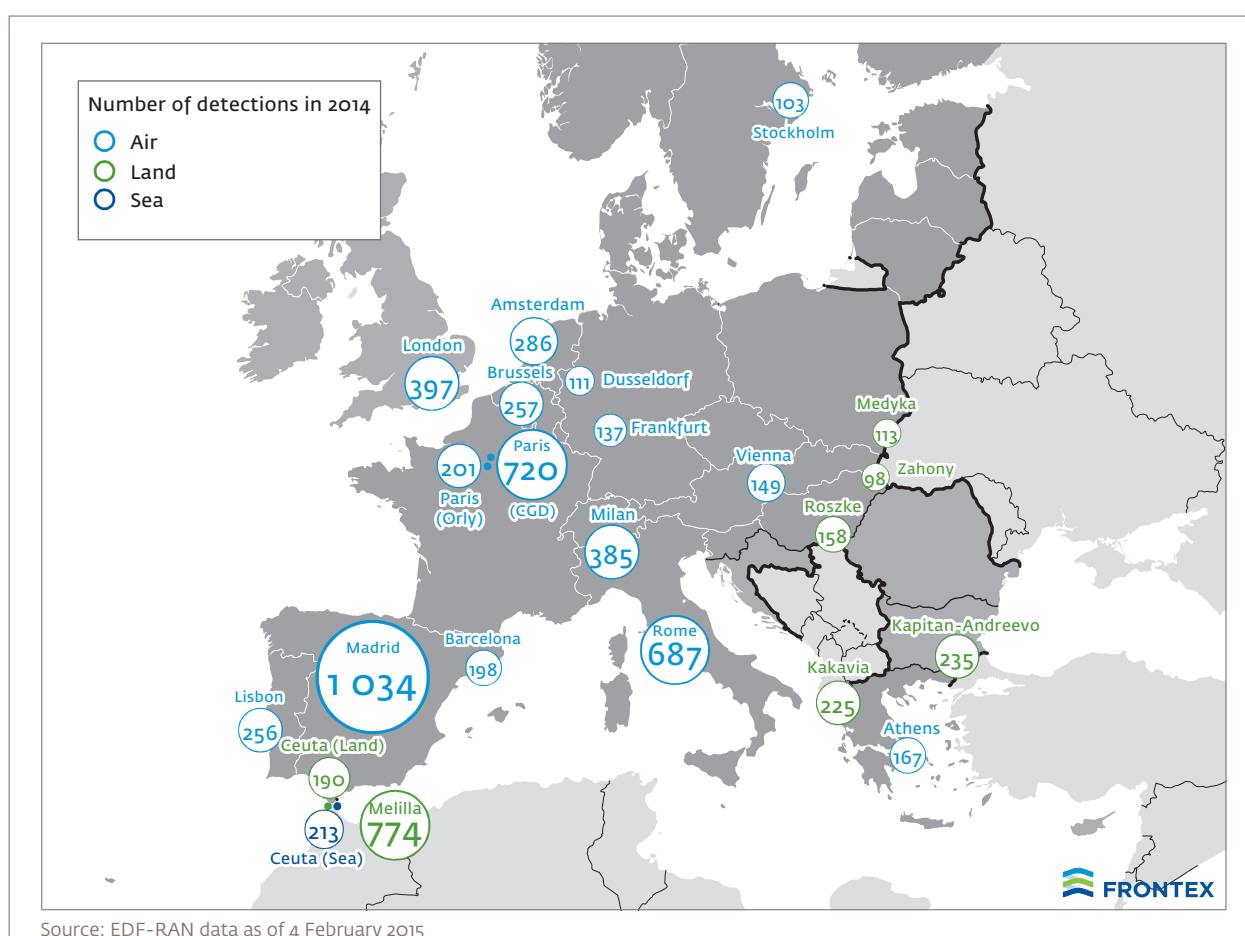 Number of detections in 2014
Air
Land
Sea
103
Stockholm
Amsterdam
286
London
397
Brussels
257
111 Dusseldorf
137 Frankfurt
Medyka
113
Zahony
98
Vienna
149
Paris
720
(CGD)
201
Paris
(Orly)
Roszke
158
Milan
385
Rome
687
Kapitan-Andreevo
235
Kakavia
225
Athens
167
Madrid
1 034
Barcelona
198
Lisbon
256
Ceuta (Land)
190
Melilla
774
213
Ceuta (Sea)
FRONTEX
Source: EDF-RAN data as of 4 February 2015